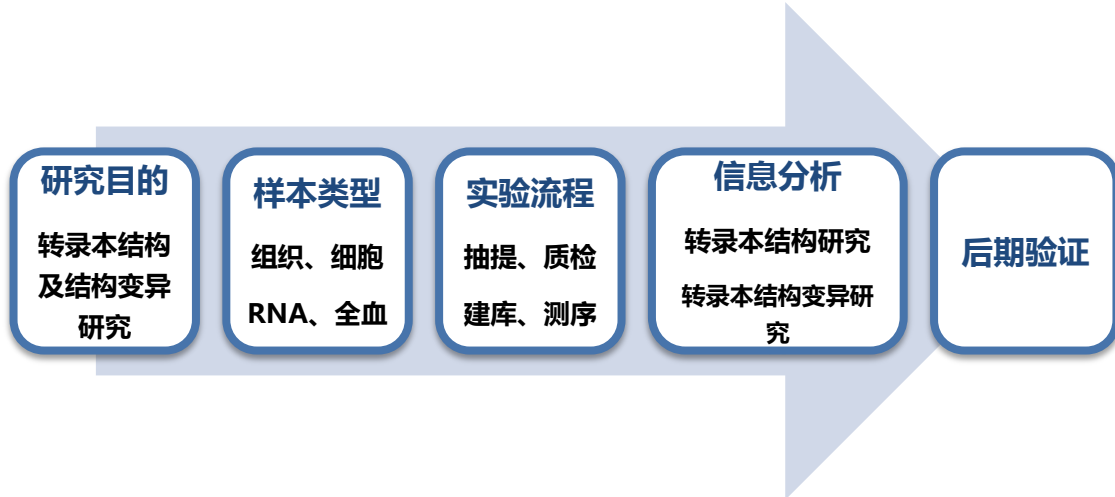 研究目的
转录本结构
及结构变异
研究
样本类型
组织、细胞
RNA、全血
实验流程
抽提、质检
建库、测序
信息分析
转录本结构研究
转录本结构变异研
究
后期验证